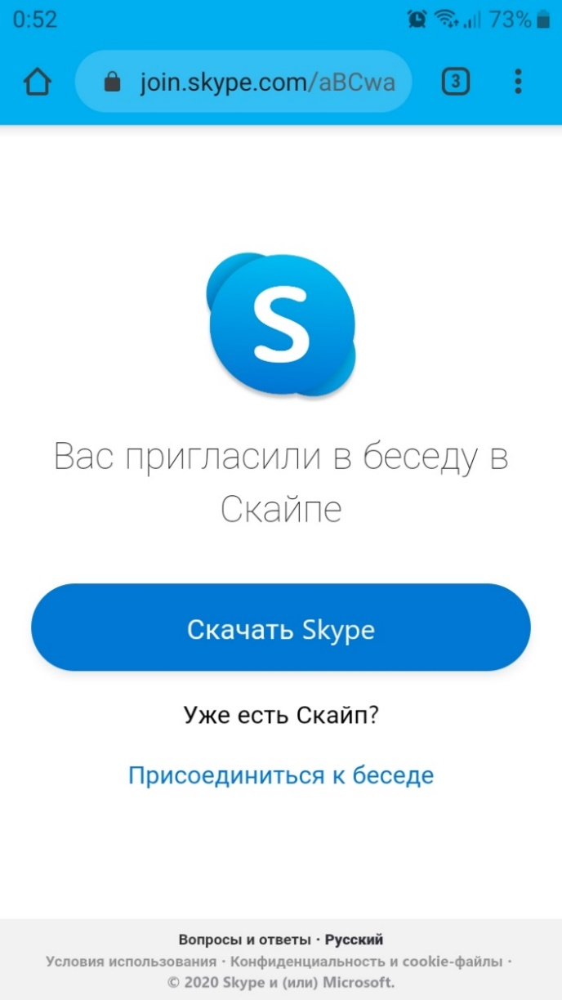 0:52
73%
join.skype.com/aBCwa
3
S
Вас пригласили в беседу в
Скайпе
Скачать Skype
Уже есть Скайп?
Присоединиться к беседе
Вопросы и ответы · Русский
Условия использования · Конфиденциальность и cookie-файлы ·
© 2020 Skype и (или) Microsoft.